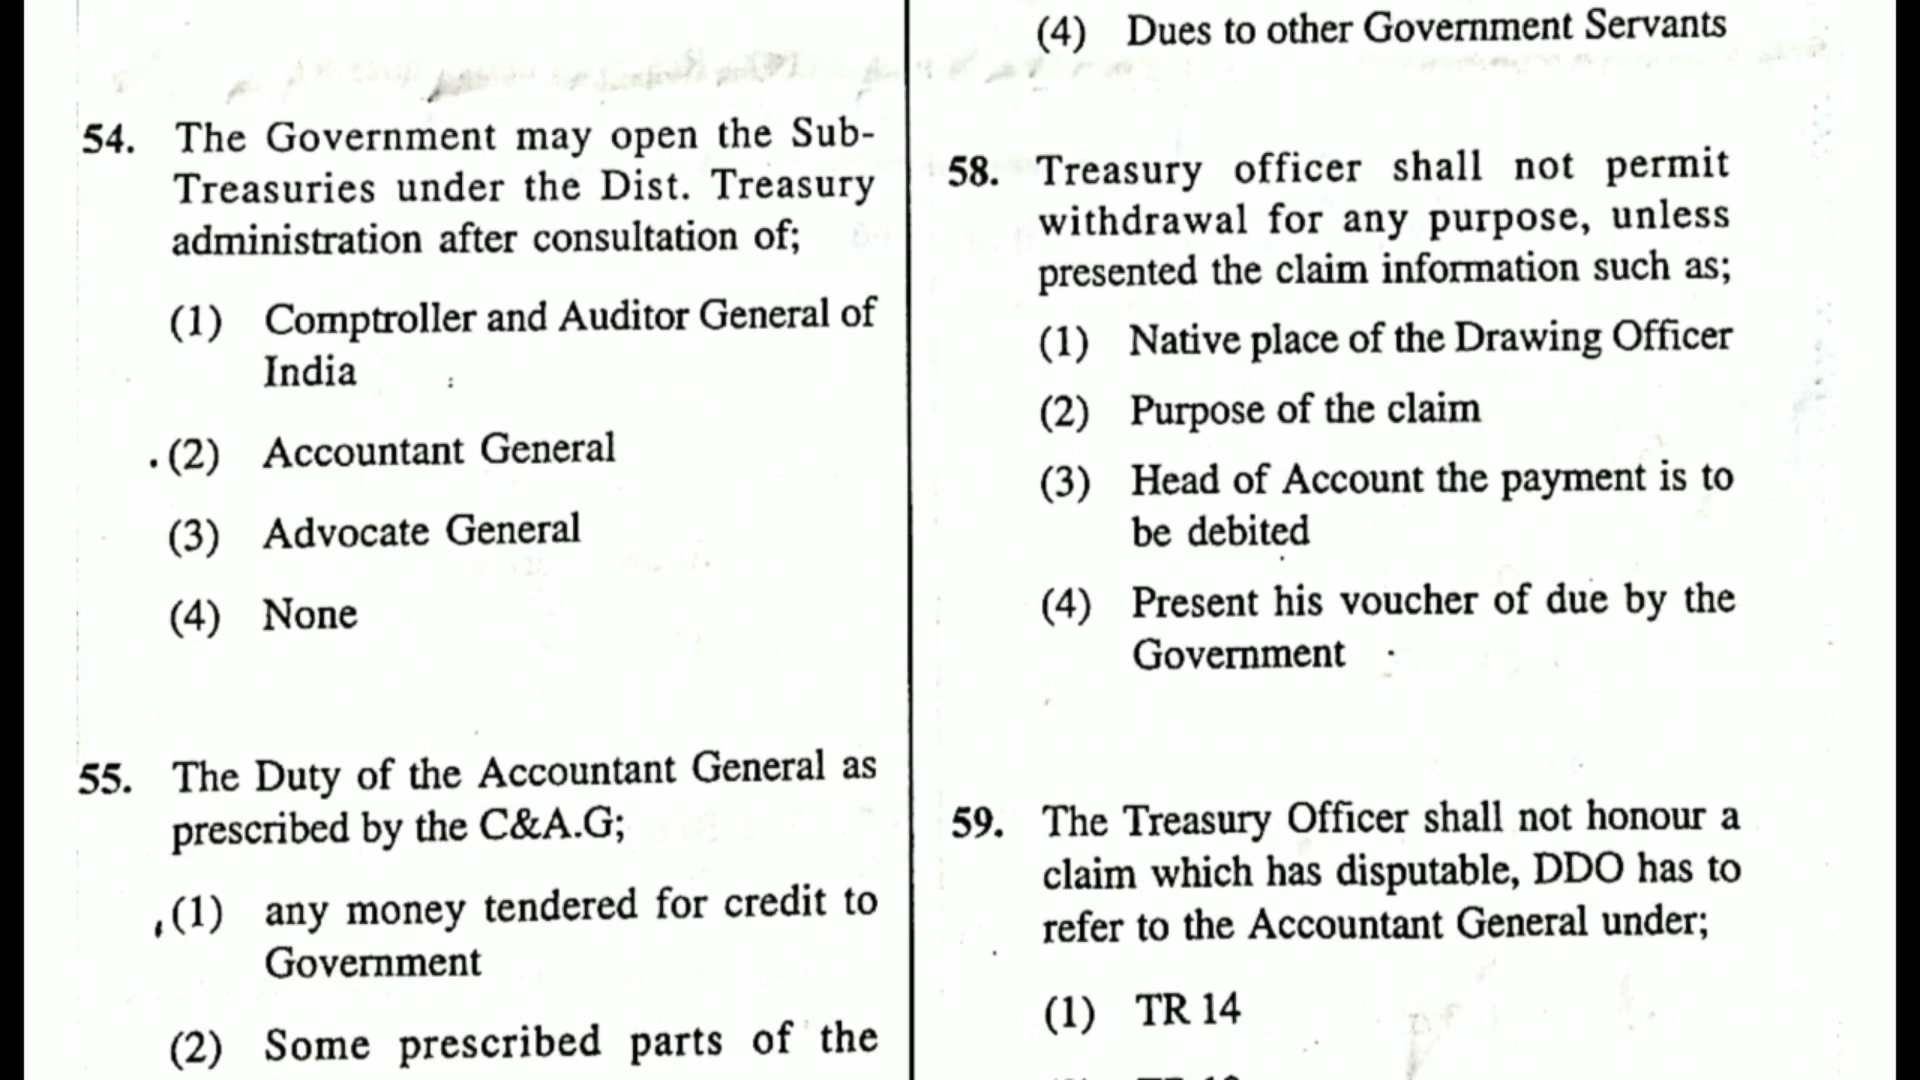 54. The Government may open the Sub-
Treasuries under the Dist. Treasury
administration after consultation of;
(1) Comptroller and Auditor General of
India
(2) Accountant General
(3) Advocate General
(4) None
55. The Duty of the Accountant General as
prescribed by the C&A.G;
(1) any money tendered for credit to
Government
(2) Some prescribed parts of the
(4) Dues to other Government Servants
58. Treasury officer shall not permit
withdrawal for any purpose, unless
presented the claim information such as;
(1) Native place of the Drawing Officer
(2) Purpose of the claim
(3) Head of Account the payment is to
be debited
(4) Present his voucher of due by the
Government
59. The Treasury Officer shall not honour a
claim which has disputable, DDO has to
refer to the Accountant General under;
(1) TR 14